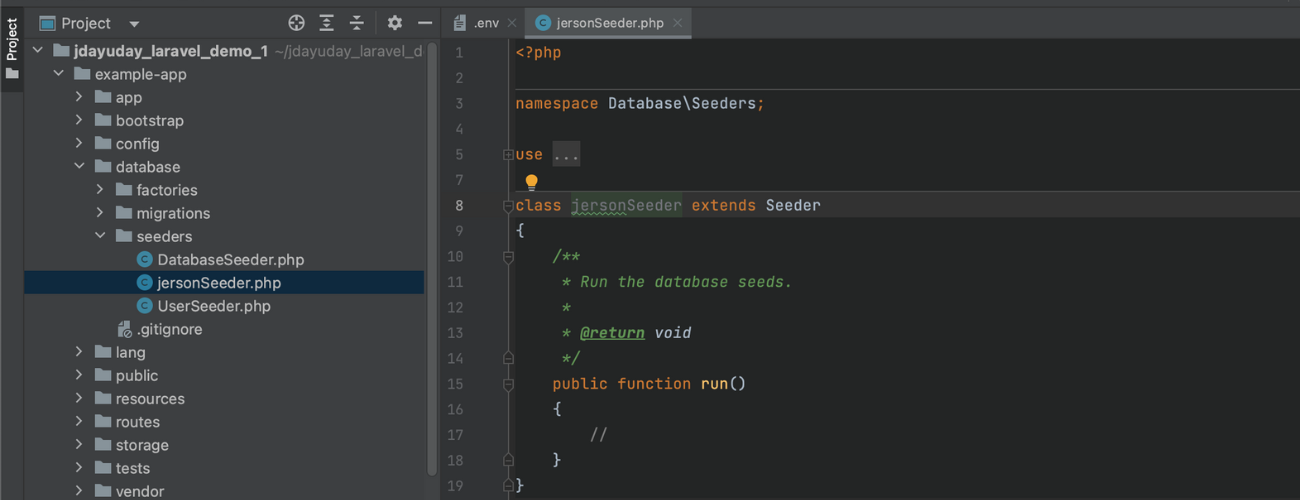 Project
Project
jdayuday_laravel_demo_1 ~/jdayuday_laravel_d
example-app
app
bootstrap
config
database
factories
migrations
seeders
DatabaseSeeder.php
jersonSeeder.php
UserSeeder.php
.gitignore
lang
public
resources
routes
storage
tests
vendor
.env
jersonSeeder.php
1 <?php
2
3 namespace Database\Seeders;
4
5 use ...
7
8 class jersonSeeder extends Seeder
9 {
10 /**
11 * Run the database seeds.
12 *
13 * @return void
14 */
15 public function run()
16 {
17 //
18 }
19 }